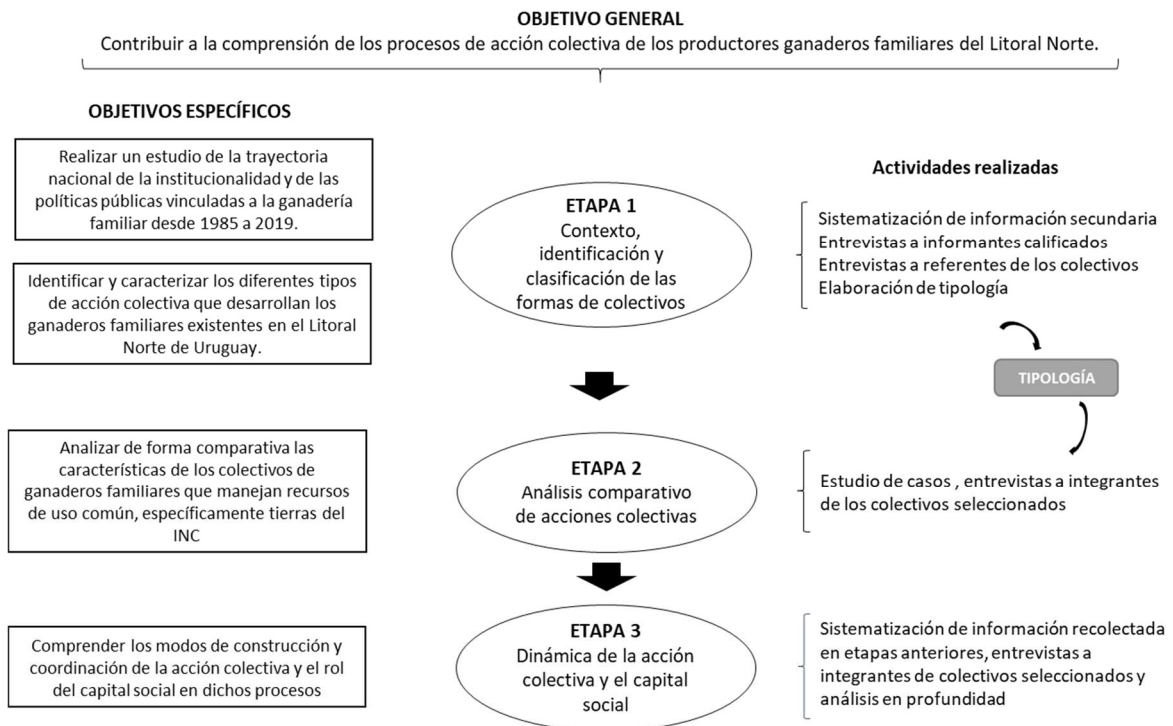 OBJETIVO GENERAL
Contribuir a la comprensión de los procesos de acción colectiva de los productores ganaderos familiares del Litoral Norte.
OBJETIVOS ESPECÍFICOS
Realizar un estudio de la trayectoria
nacional de la institucionalidad y de las
políticas públicas vinculadas a la ganadería
familiar desde 1985 a 2019.
Identificar y caracterizar los diferentes tipos
de acción colectiva que desarrollan los
ganaderos familiares existentes en el Litoral
Norte de Uruguay.
ETAPA 1
Contexto,
identificación y
clasificación de las
formas de colectivos
Actividades realizadas
Sistematización de información secundaria
Entrevistas a informantes calificados
Entrevistas a referentes de los colectivos
Elaboración de tipología
TIPOLOGÍA
Analizar de forma comparativa las
características de los colectivos de
ganaderos familiares que manejan recursos
de uso común, específicamente tierras del
INC
ETAPA 2
Análisis comparativo
de acciones colectivas
Estudio de casos , entrevistas a integrantes
de los colectivos seleccionados
Comprender los modos de construcción y
coordinación de la acción colectiva y el rol
del capital social en dichos procesos
ETAPA 3
Dinámica de la acción
colectiva y el capital
social
Sistematización de información recolectada
en etapas anteriores, entrevistas a
integrantes de colectivos seleccionados y
análisis en profundidad